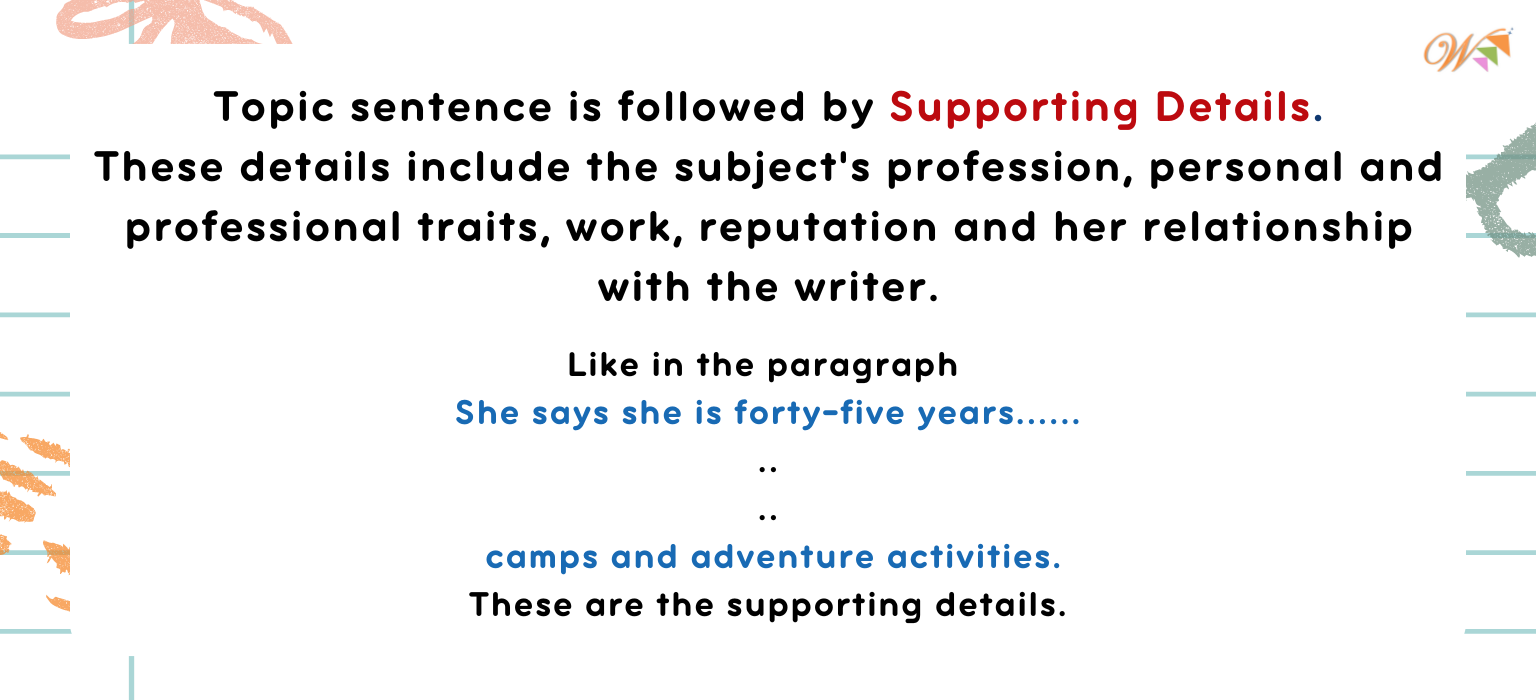 W
Topic sentence is followed by Supporting Details.
These details include the subject's profession, personal and
professional traits, work, reputation and her relationship
with the writer.
Like in the paragraph
She says she is forty-five years......
..
..
camps and adventure activities.
These are the supporting details.